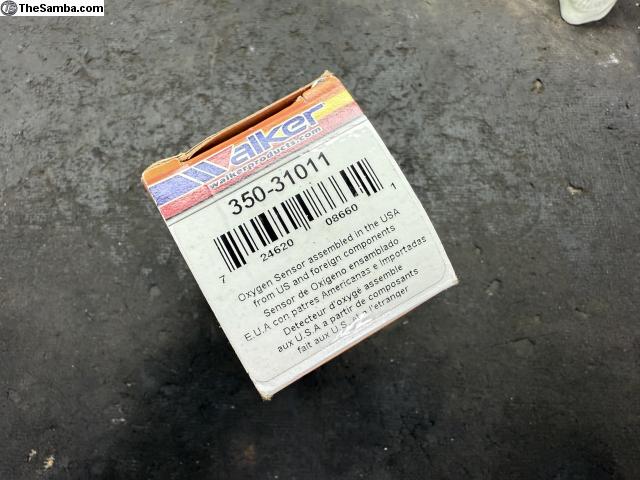 TheSamba.com
Walker
walkerproducts.com
350-31011
7 24620 08660 1
Oxygen Sensor assembled in the USA
from US and foreign components
Sensor de Oxigeno ensamblado
E.U.A con patres Americanas e Importadas
Detecteur d'oxygé assemble
aux U.S.A a partir de composants
fait aux U.S. et a l'etranger